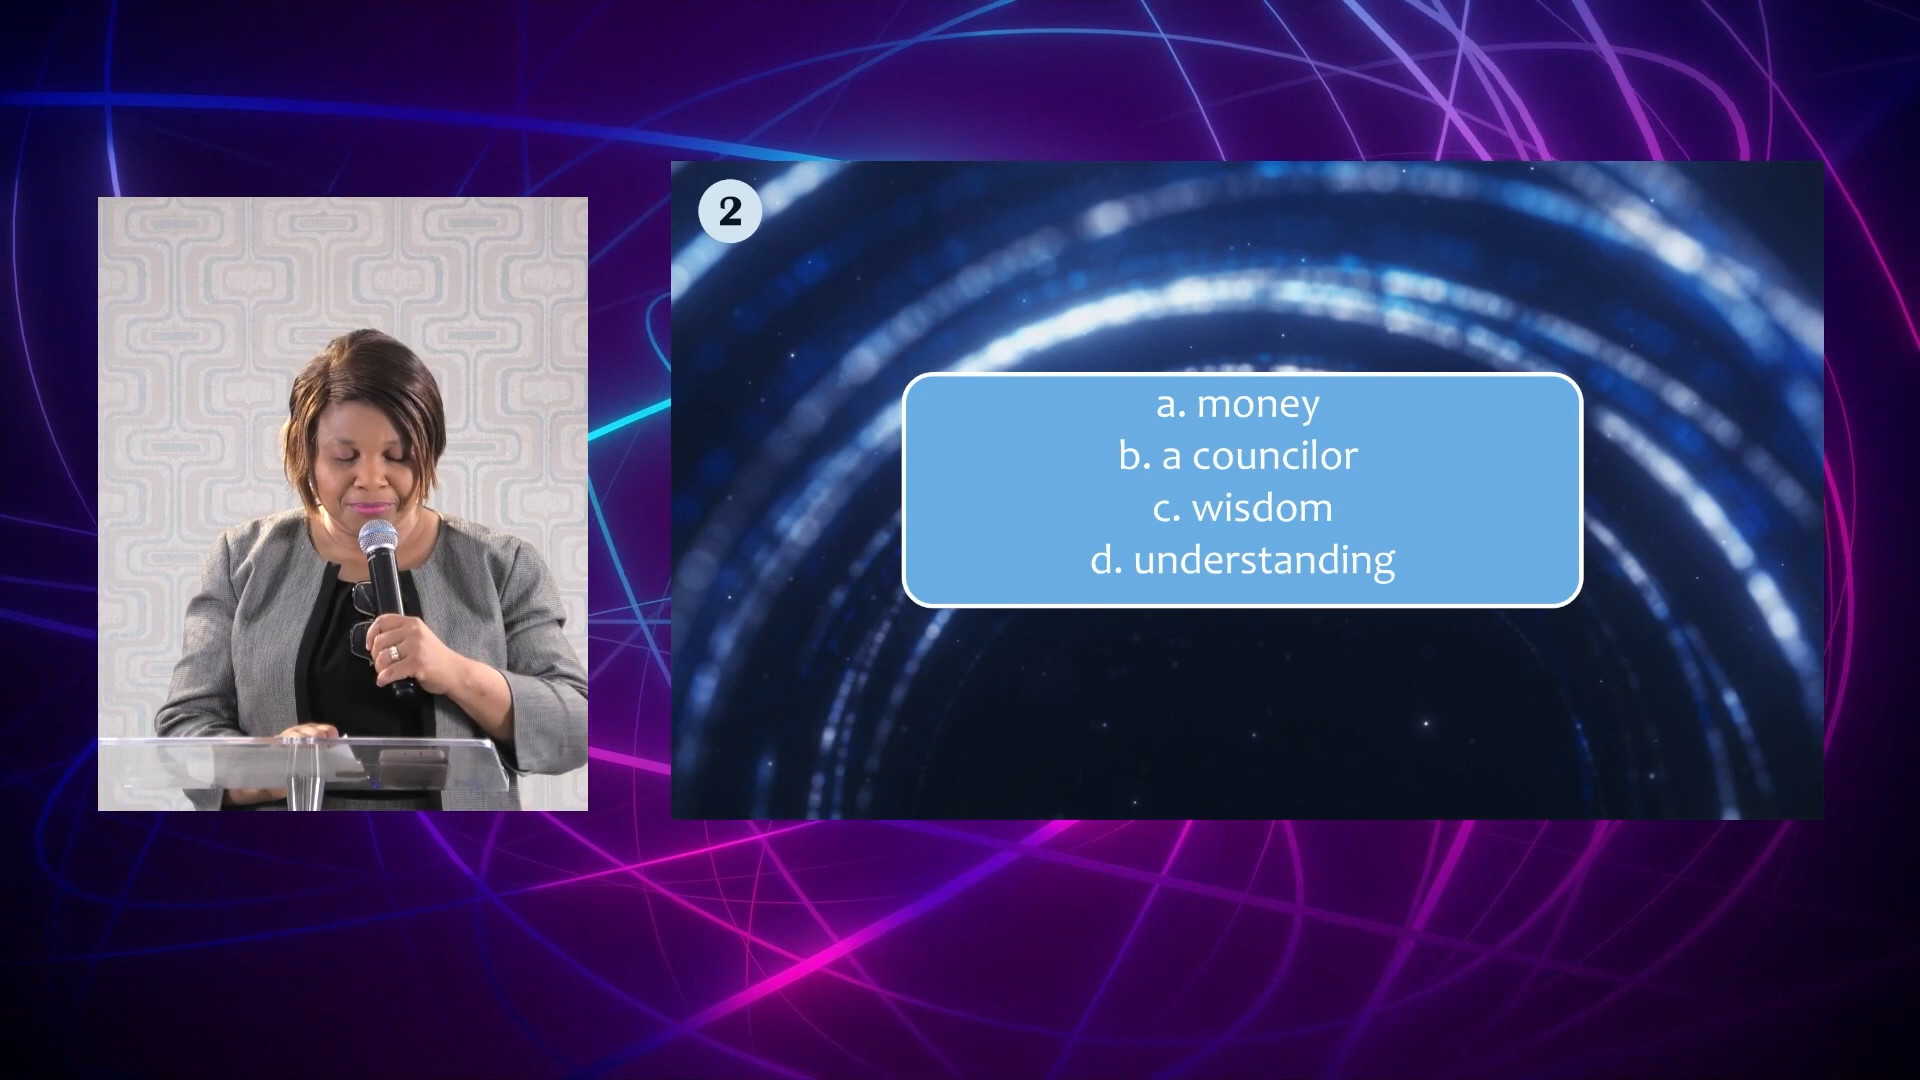 2
a. money
b. a councilor
c. wisdom
d. understanding